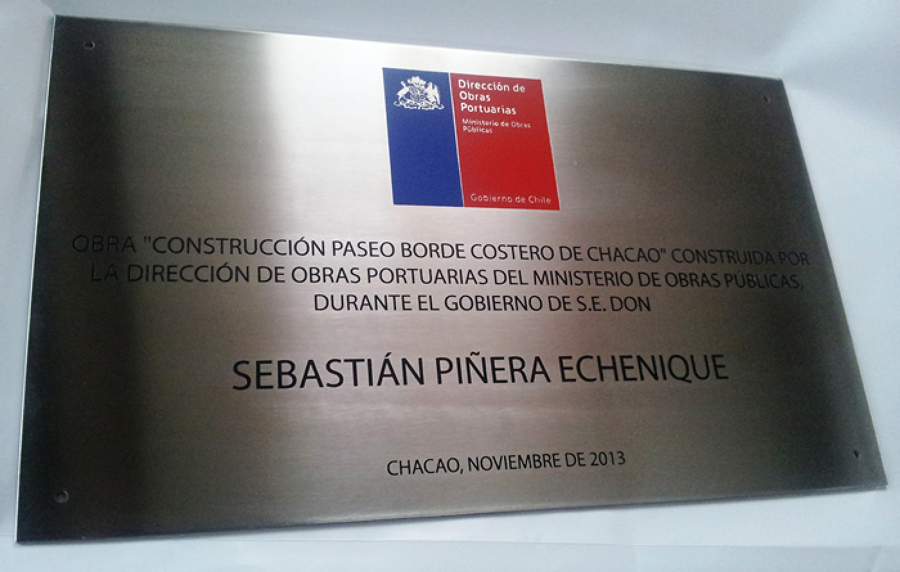 Dirección de
Obras
Portuarias
Ministerio de Obras
Públicas
Gobierno de Chile
OBRA "CONSTRUCCIÓN PASEO BORDE COSTERO DE CHACAO" CONSTRUIDA POR
LA DIRECCIÓN DE OBRAS PORTUARIAS DEL MINISTERIO DE OBRAS PÚBLICAS,
DURANTE EL GOBIERNO DE S.E. DON
SEBASTIÁN PIÑERA ECHENIQUE
CHACAO, NOVIEMBRE DE 2013